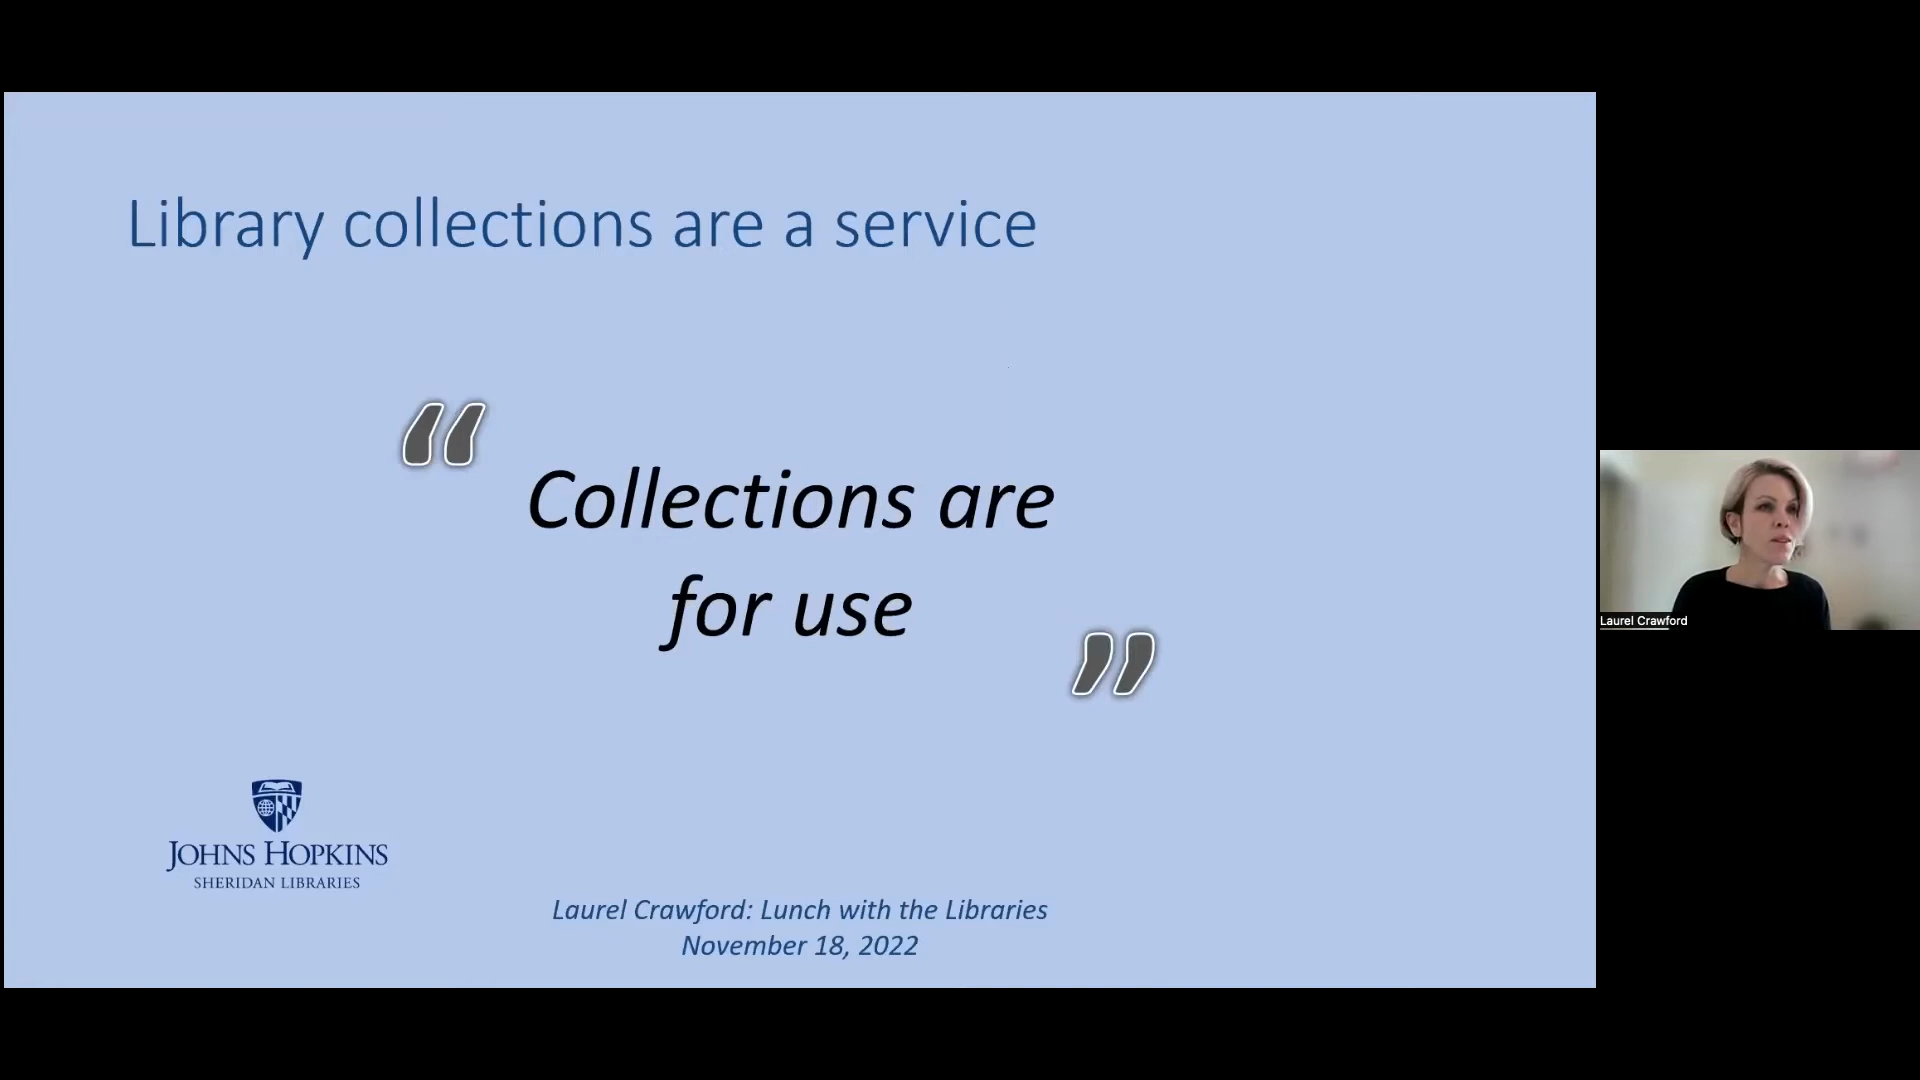 Library collections are a service
“
Collections are
for use
”
JOHNS HOPKINS
SHERIDAN LIBRARIES
Laurel Crawford: Lunch with the Libraries
November 18, 2022
Laurel Crawford